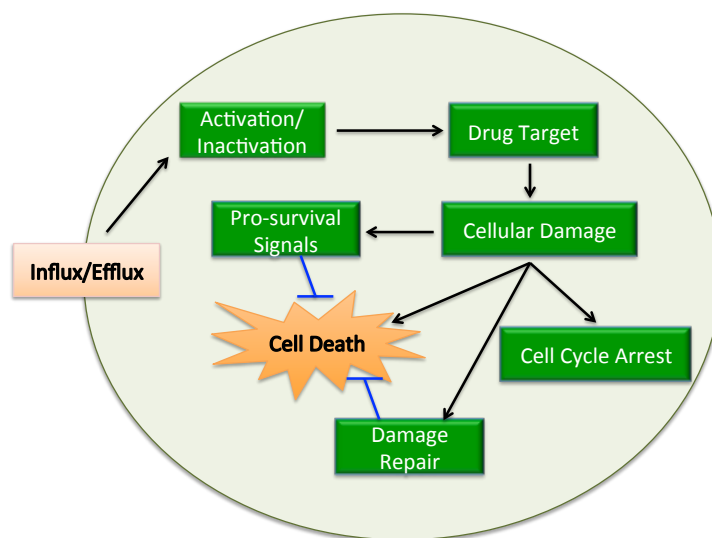 Activation/
Inactivation
Drug Target
Pro-survival
Signals
Cellular Damage
Influx/Efflux
Cell Death
Cell Cycle Arrest
Damage
Repair